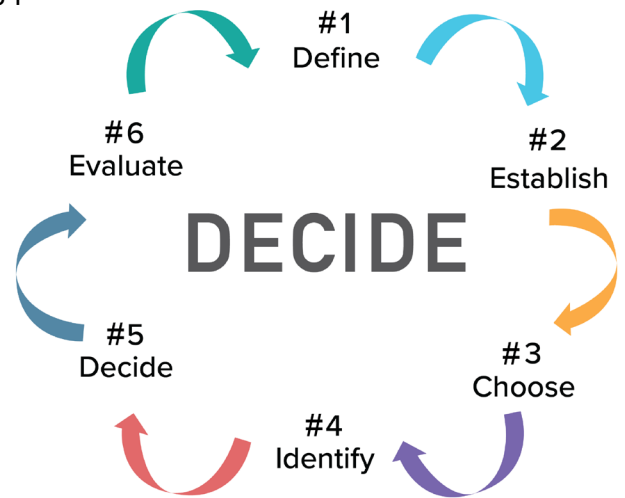 #1
Define
#2
Establish
#3
Choose
#4
Identify
#5
Decide
#6
Evaluate
DECIDE